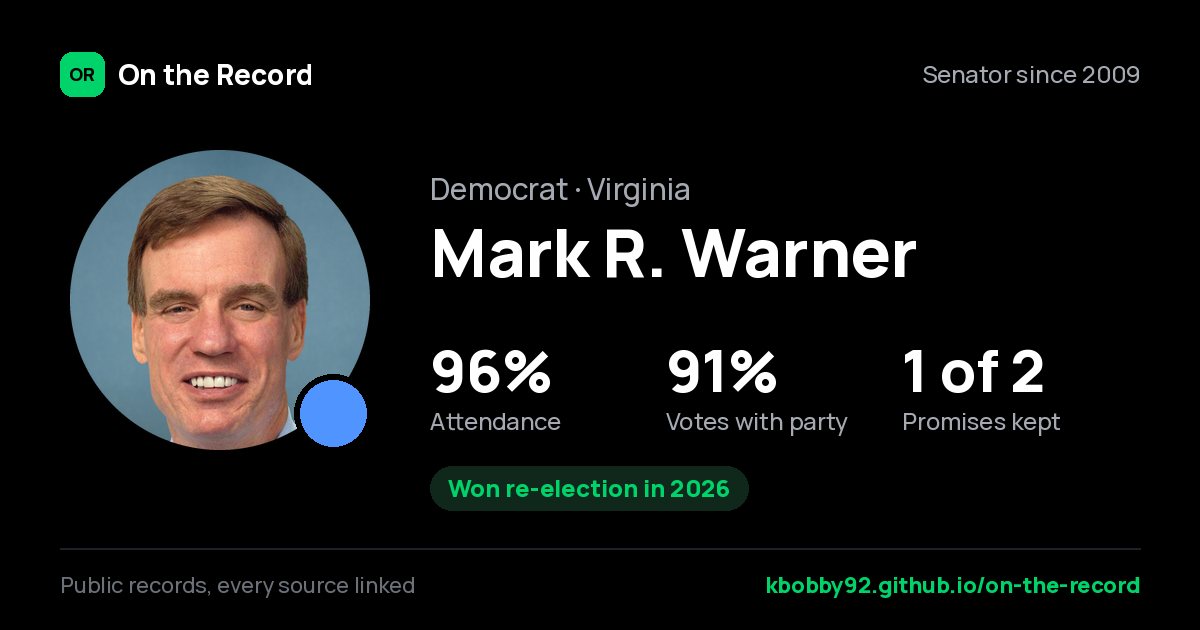 OR On the Record
Senator since 2009
Democrat · Virginia
Mark R. Warner
96% 91% 1 of 2
Attendance Votes with party Promises kept
Won re-election in 2026
Public records, every source linked
kbobby92.github.io/on-the-record